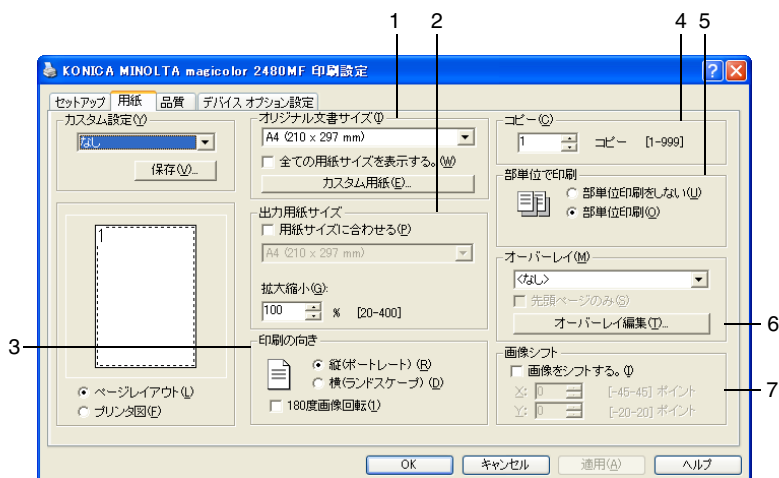 1 2 4 5
KONICA MINOLTA magicolor 2480MF 印刷設定
セットアップ 用紙 品質 デバイス オプション設定
カスタム設定(Y)
なし
保存(V)...
1
ページレイアウト(L)
プリンタ図(F)
オリジナル文書サイズ(I)
A4 (210 x 297 mm)
全ての用紙サイズを表示する。(W)
カスタム用紙(E)...
出力用紙サイズ
用紙サイズに合わせる(P)
A4 (210 x 297 mm)
拡大縮小(G):
100 % [20-400]
3
印刷の向き
縦(ポートレート) (R)
横(ランドスケープ) (D)
180度画像回転(1)
コピー(C)
1 コピー [1-999]
部単位で印刷
部単位印刷をしない(U)
部単位印刷(O)
オーバーレイ(M)
<なし>
先頭ページのみ(S)
オーバーレイ編集(T)...
6
画像シフト
画像をシフトする。(I)
X: 0 [-45-45] ポイント
Y: 0 [-20-20] ポイント
7
OK キャンセル 適用(A) ヘルプ